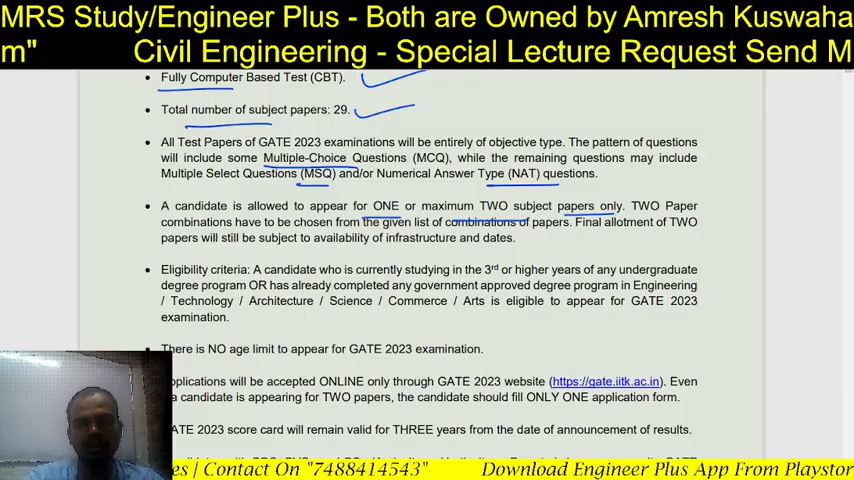 MRS Study/Engineer Plus - Both are Owned by Amresh Kuswaha
m" Civil Engineering - Special Lecture Request Send M
• Fully Computer Based Test (CBT).
• Total number of subject papers: 29.
• All Test Papers of GATE 2023 examinations will be entirely of objective type. The pattern of questions
will include some Multiple-Choice Questions (MCQ), while the remaining questions may include
Multiple Select Questions (MSQ) and/or Numerical Answer Type (NAT) questions.
• A candidate is allowed to appear for ONE or maximum TWO subject papers only. TWO Paper
combinations have to be chosen from the given list of combinations of papers. Final allotment of TWO
papers will still be subject to availability of infrastructure and dates.
• Eligibility criteria: A candidate who is currently studying in the 3rd or higher years of any undergraduate
degree program OR has already completed any government approved degree program in Engineering
/ Technology / Architecture / Science / Commerce / Arts is eligible to appear for GATE 2023
examination.
There is NO age limit to appear for GATE 2023 examination.
pplications will be accepted ONLINE only through GATE 2023 website (https://gate.iitk.ac.in). Even
a candidate is appearing for TWO papers, the candidate should fill ONLY ONE application form.
ATE 2023 score card will remain valid for THREE years from the date of announcement of results.
es | Contact On "7488414543" Download Engineer Plus App From Playstor